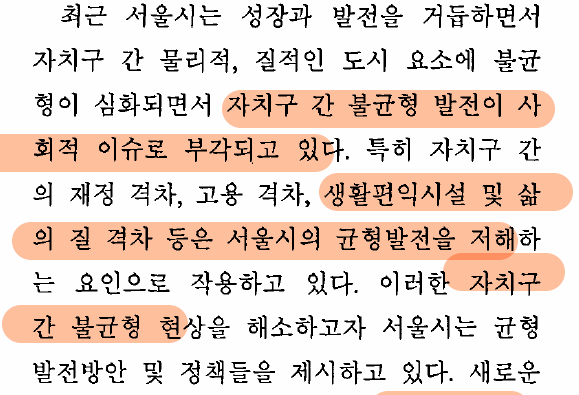 최근 서울시는 성장과 발전을 거듭하면서
자치구 간 물리적, 질적인 도시 요소에 불균
형이 심화되면서 자치구 간 불균형 발전이 사
회적 이슈로 부각되고 있다. 특히 자치구 간
의 재정 격차, 고용 격차, 생활편익시설 및 삶
의 질 격차 등은 서울시의 균형발전을 저해하
는 요인으로 작용하고 있다. 이러한 자치구
간 불균형 현상을 해소하고자 서울시는 균형
발전방안 및 정책들을 제시하고 있다. 새로운